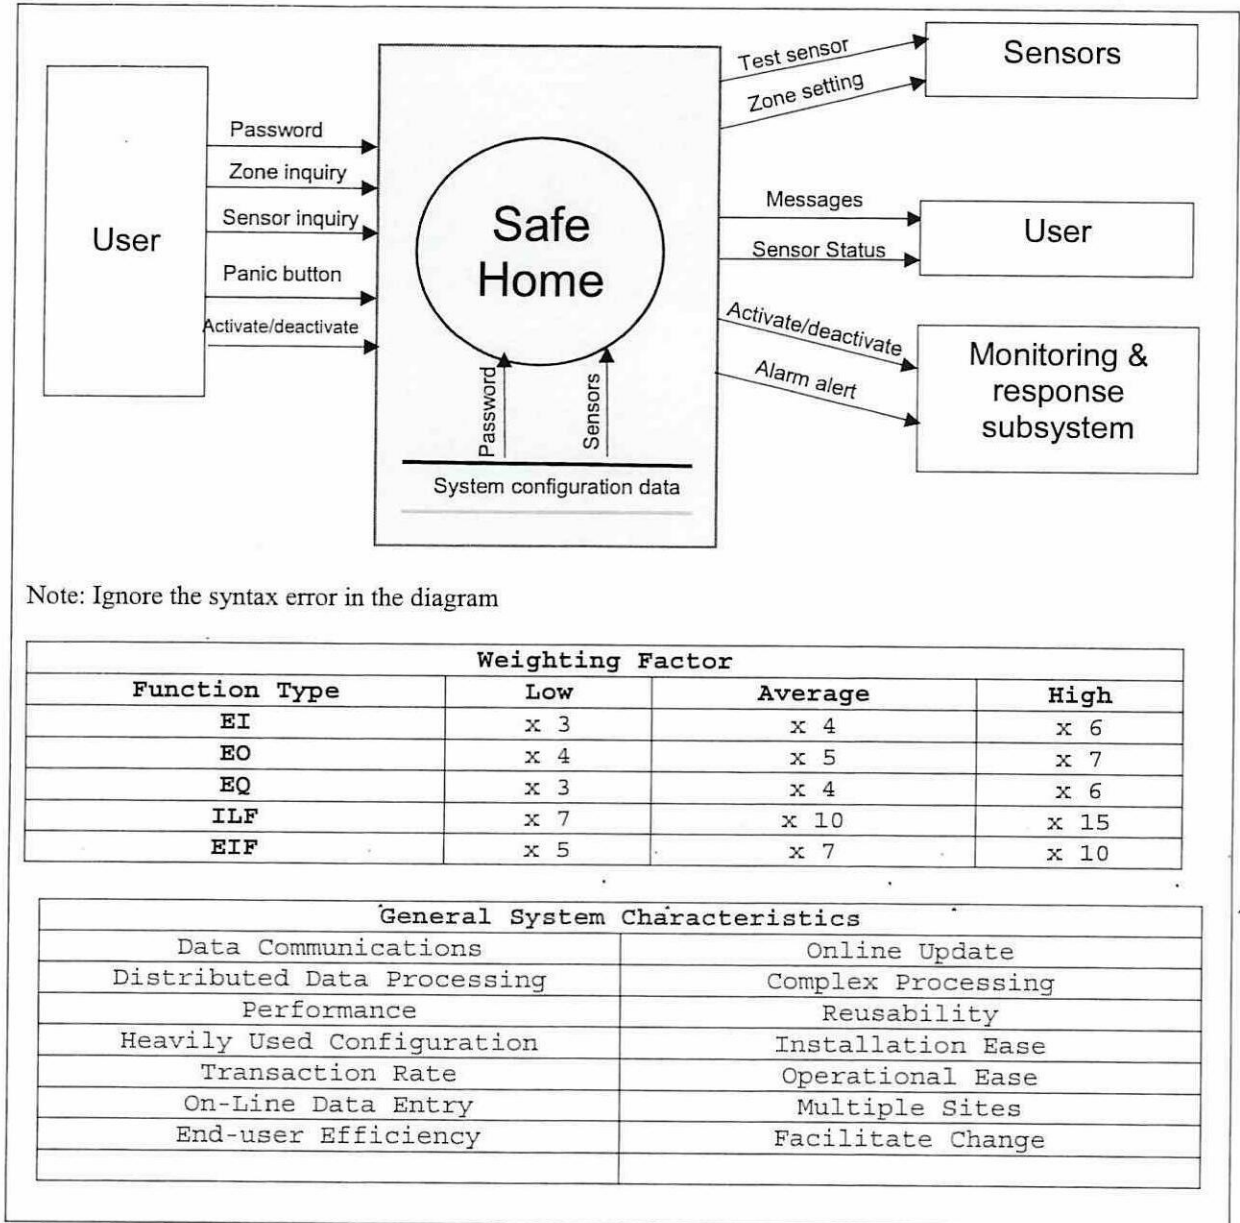 User
Password
Zone inquiry
Sensor inquiry
Panic button
Activate/deactivate
Safe
Home
Password
Sensors
System configuration data
Test sensor
Zone setting
Sensors
Messages
Sensor Status
User
Activate/deactivate
Alarm alert
Monitoring &
response
subsystem
Note: Ignore the syntax error in the diagram
Weighting Factor
Function Type Low Average High
EI x 3 x 4 x 6
EO x 4 x 5 x 7
EQ x 3 x 4 x 6
ILF x 7 x 10 x 15
EIF x 5 x 7 x 10
General System Characteristics
Data Communications Online Update
Distributed Data Processing Complex Processing
Performance Reusability
Heavily Used Configuration Installation Ease
Transaction Rate Operational Ease
On-Line Data Entry Multiple Sites
End-user Efficiency Facilitate Change